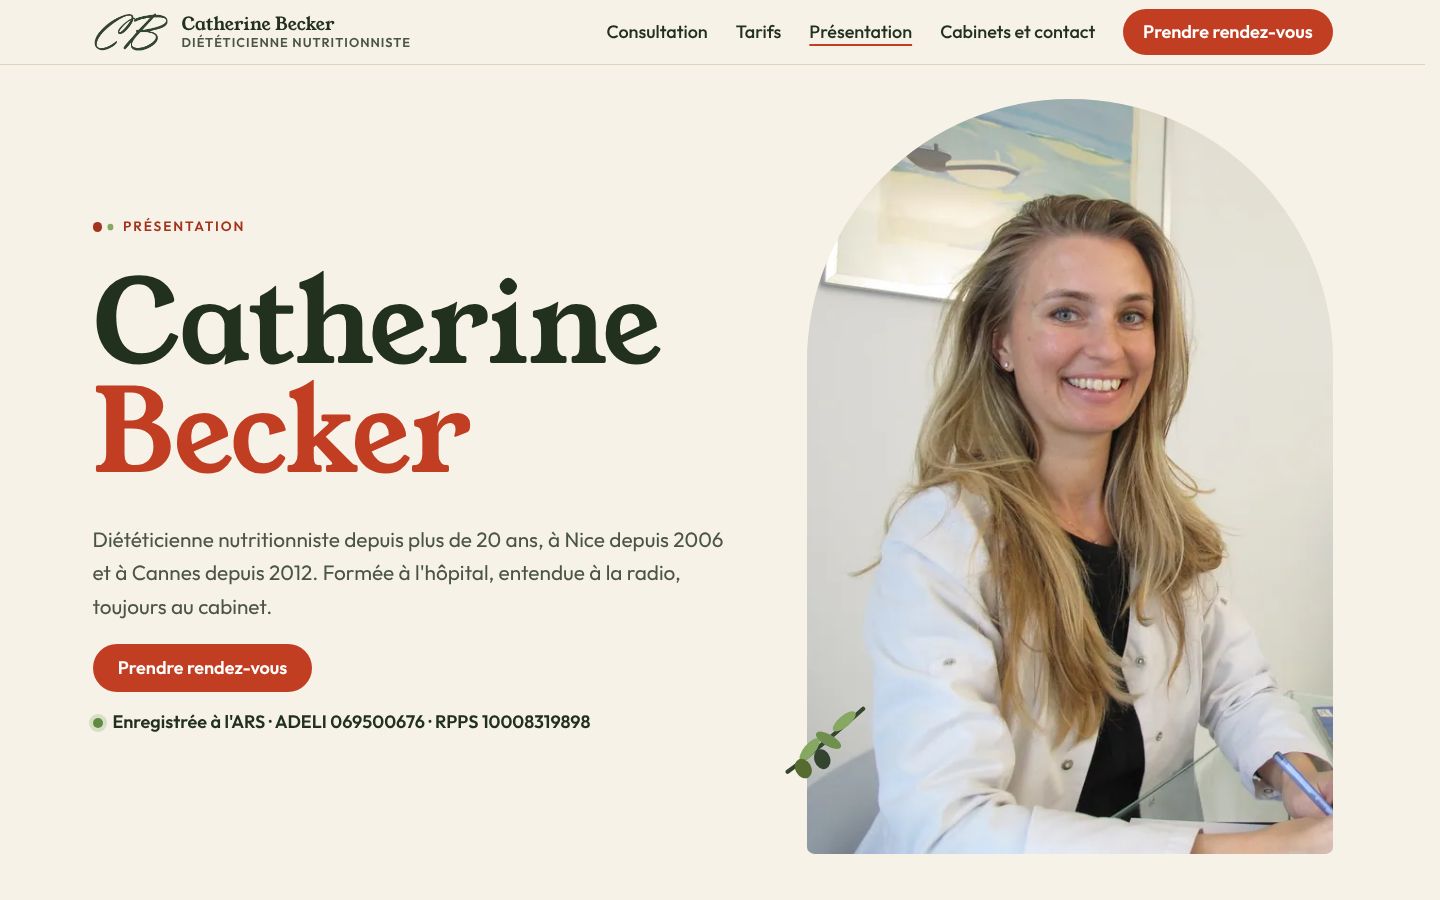 CB
Catherine Becker
DIÉTÉTICIENNE NUTRITIONNISTE
Consultation
Tarifs
Présentation
Cabinets et contact
Prendre rendez-vous
PRÉSENTATION
Catherine
Becker
Diététicienne nutritionniste depuis plus de 20 ans, à Nice depuis 2006
et à Cannes depuis 2012. Formée à l'hôpital, entendue à la radio,
toujours au cabinet.
Prendre rendez-vous
Enregistrée à l'ARS · ADELI 069500676 · RPPS 10008319898